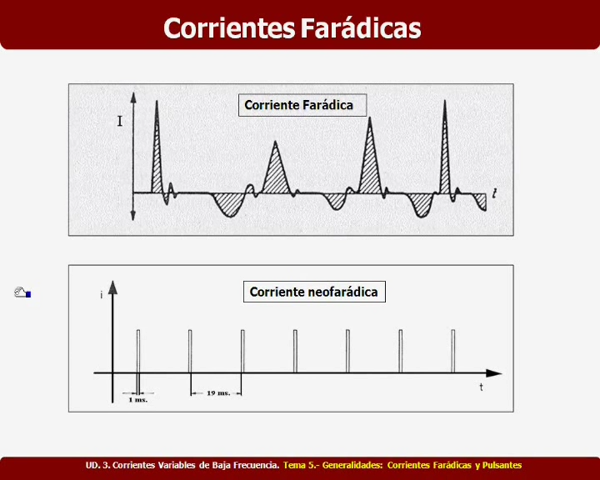 Corrientes Farádicas
Corriente Farádica
I
t
Corriente neofarádica
i
t
1 ms.
19 ms.
UD. 3. Corrientes Variables de Baja Frecuencia. Tema 5.- Generalidades: Corrientes Farádicas y Pulsantes